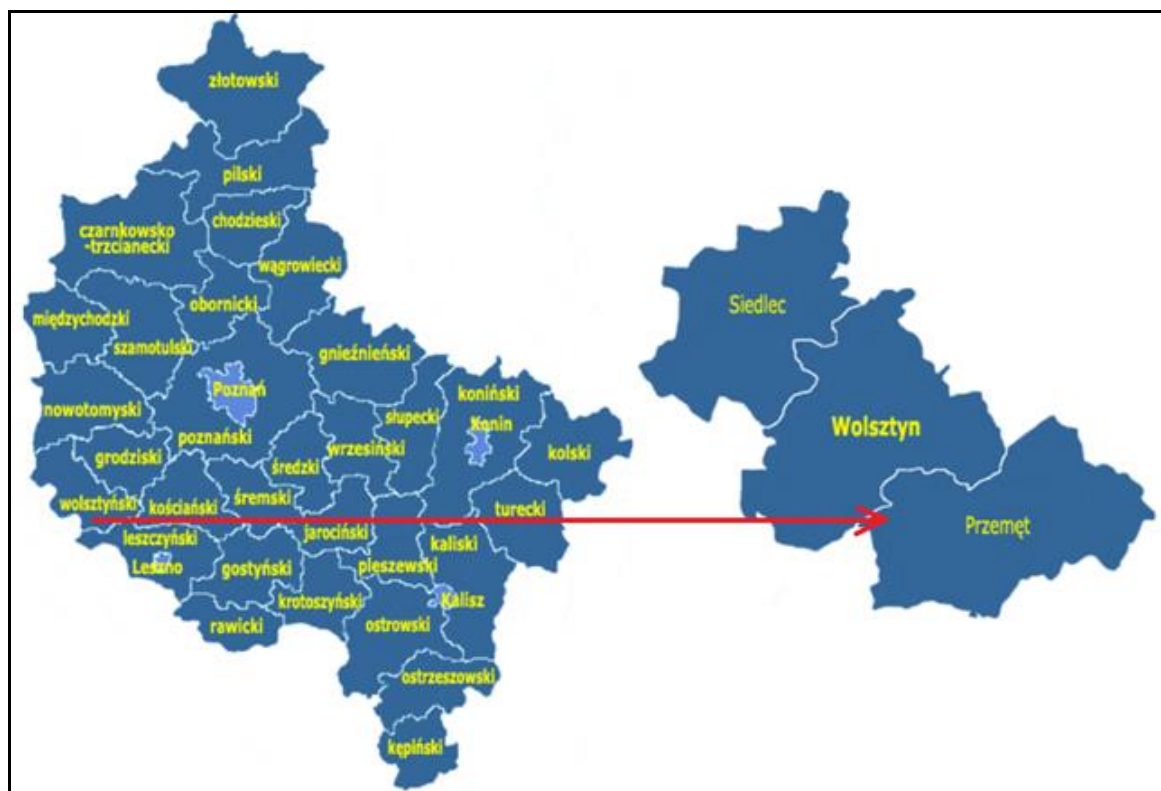 złotowski
pilski
chodzieski
czarnkowsko
-trzcianecki
wągrowiecki
obornicki
międzychodzki
szamotulski
gnieźnieński
Poznań
koniński
nowotomyski
słupecki
Konin
poznański
wrzesiński
kolski
grodziski
średzki
wolsztyński
kościański
śremski
turecki
jarociński
leszczyński
kaliski
Leszno
gostyński
pleszewski
krotoszyński
Kalisz
rawicki
ostrowski
ostrzeszowski
kępiński
Siedlec
Wolsztyn
Przemęt